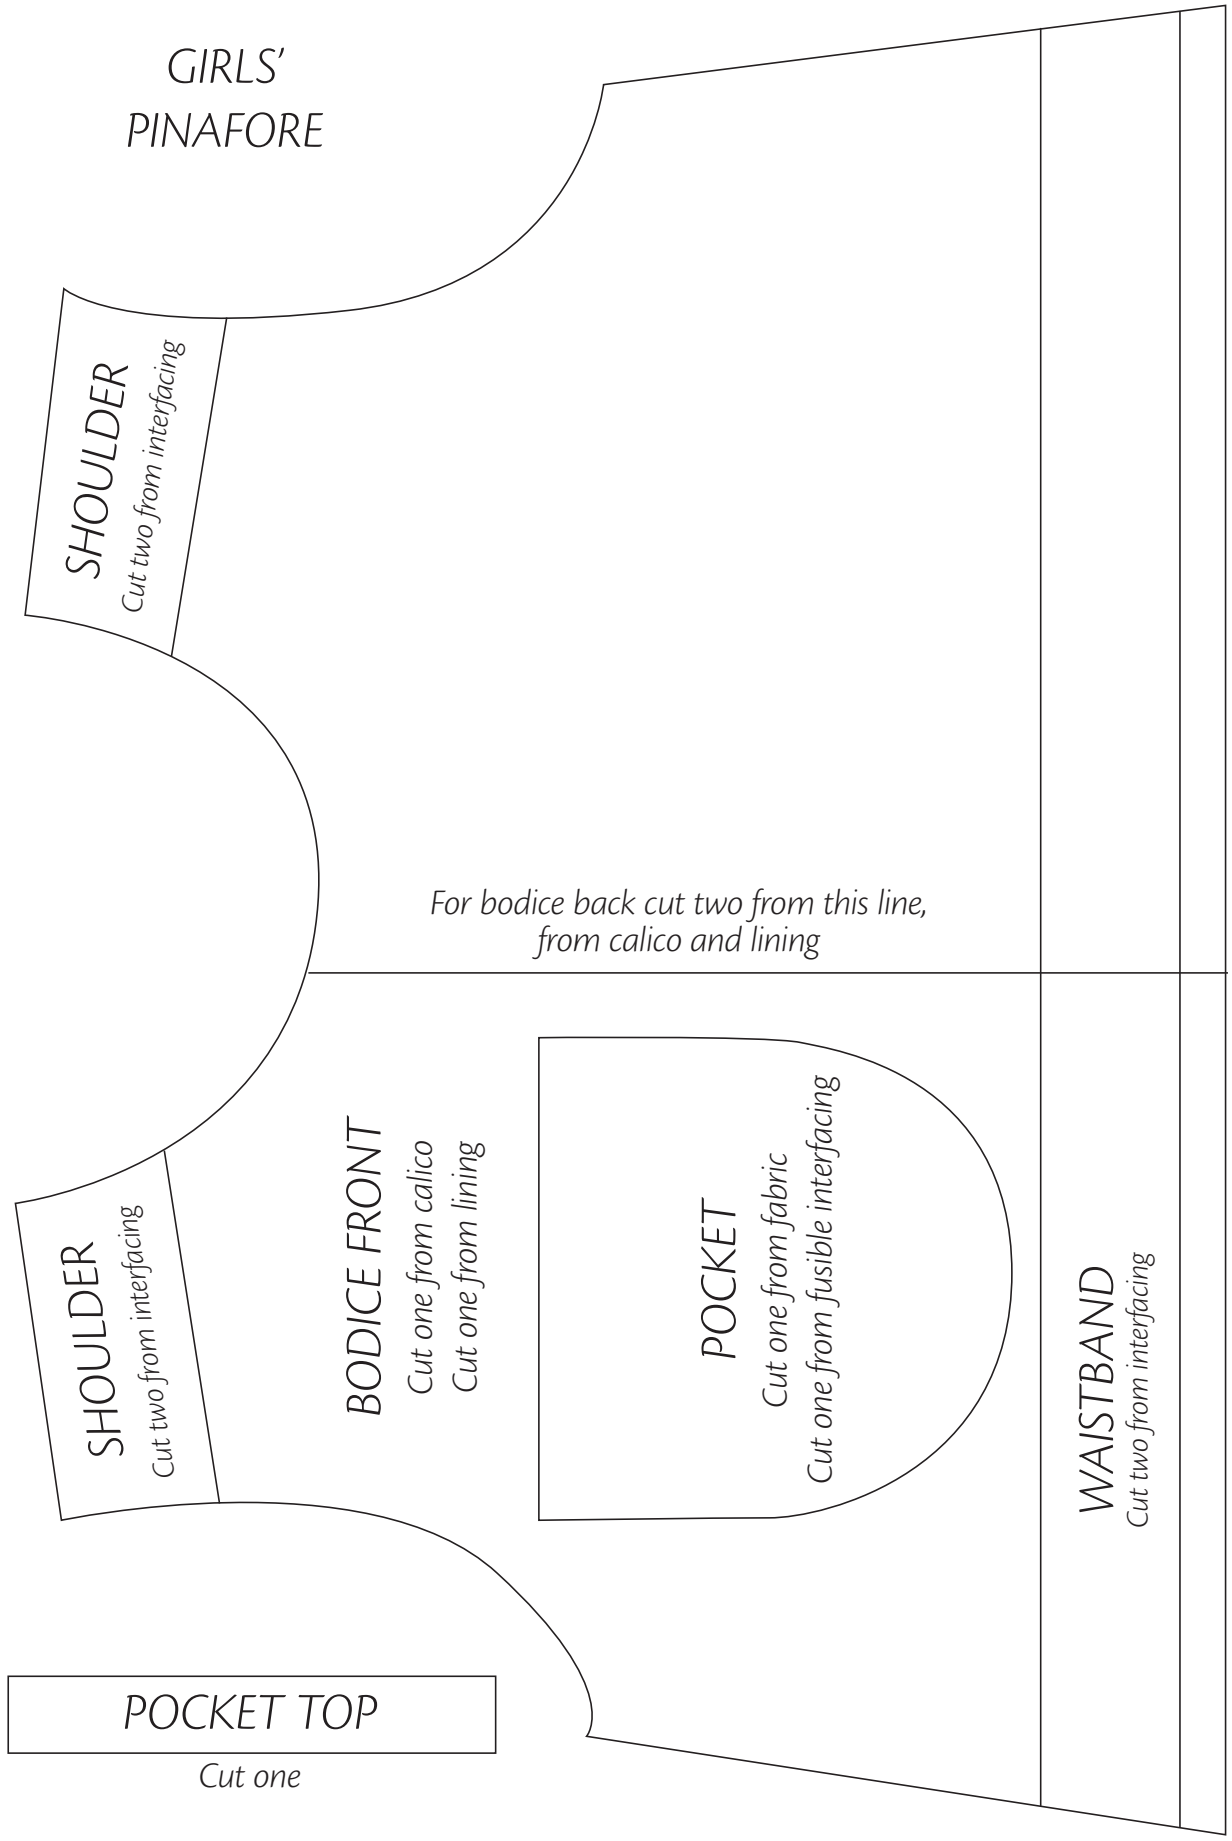 GIRLS’
PINAFORE
SHOULDER
Cut two from interfacing
For bodice back cut two from this line,
from calico and lining
SHOULDER
Cut two from interfacing
BODICE FRONT
Cut one from calico
Cut one from lining
POCKET
Cut one from fabric
Cut one from fusible interfacing
WAISTBAND
Cut two from interfacing
POCKET TOP
Cut one